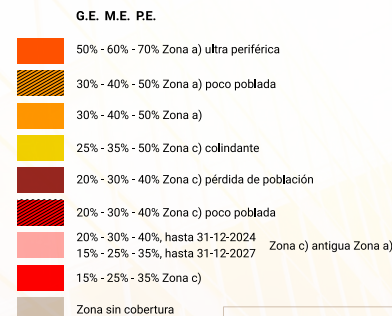 G.E. M.E. P.E.
50% - 60% - 70% Zona a) ultra periférica
30% - 40% - 50% Zona a) poco poblada
30% - 40% - 50% Zona a)
25% - 35% - 50% Zona c) colindante
20% - 30% - 40% Zona c) pérdida de población
20% - 30% - 40% Zona c) poco poblada
20% - 30% - 40%, hasta 31-12-2024
15% - 25% - 35%, hasta 31-12-2027
Zona c) antigua Zona a)
15% - 25% - 35% Zona c)
Zona sin cobertura